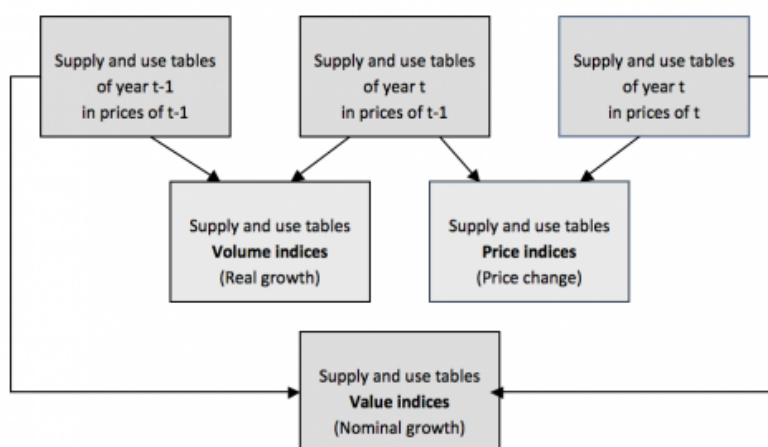 Supply and use tables
of year t-1
in prices of t-1
Supply and use tables
of year t
in prices of t-1
Supply and use tables
of year t
in prices of t
Supply and use tables
Volume indices
(Real growth)
Supply and use tables
Price indices
(Price change)
Supply and use tables
Value indices
(Nominal growth)